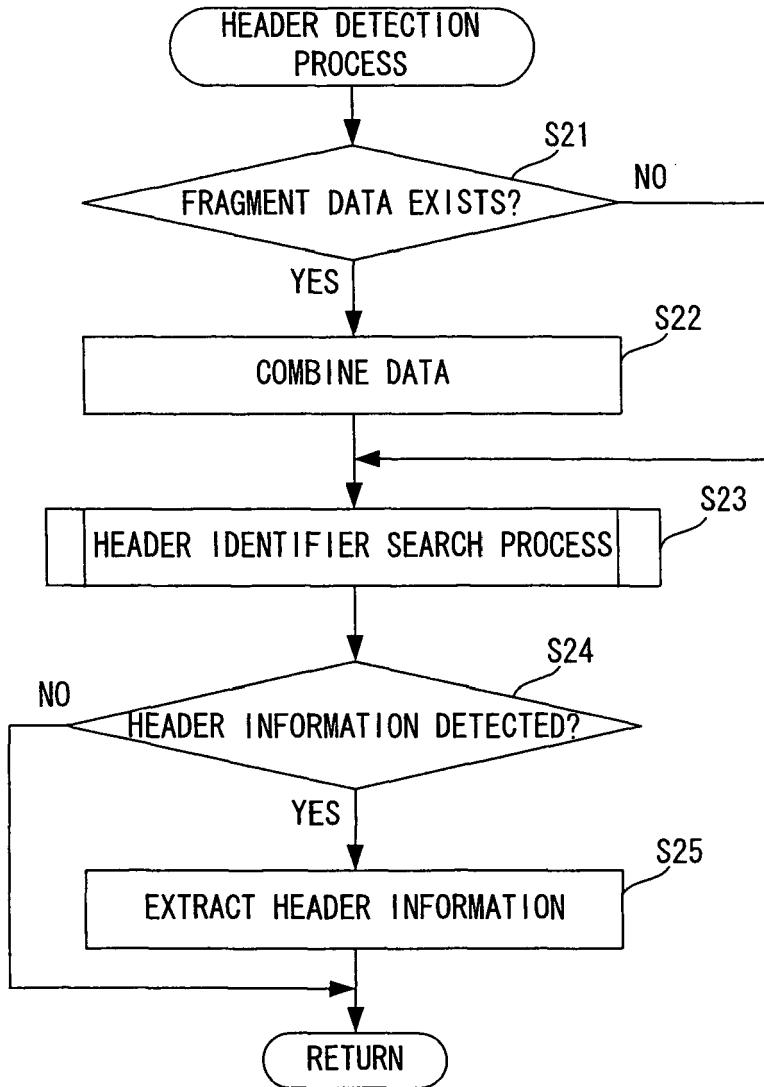 HEADER DETECTION
PROCESS
S21
FRAGMENT DATA EXISTS?
NO
YES
S22
COMBINE DATA
S23
HEADER IDENTIFIER SEARCH PROCESS
S24
NO
HEADER INFORMATION DETECTED?
YES
S25
EXTRACT HEADER INFORMATION
RETURN